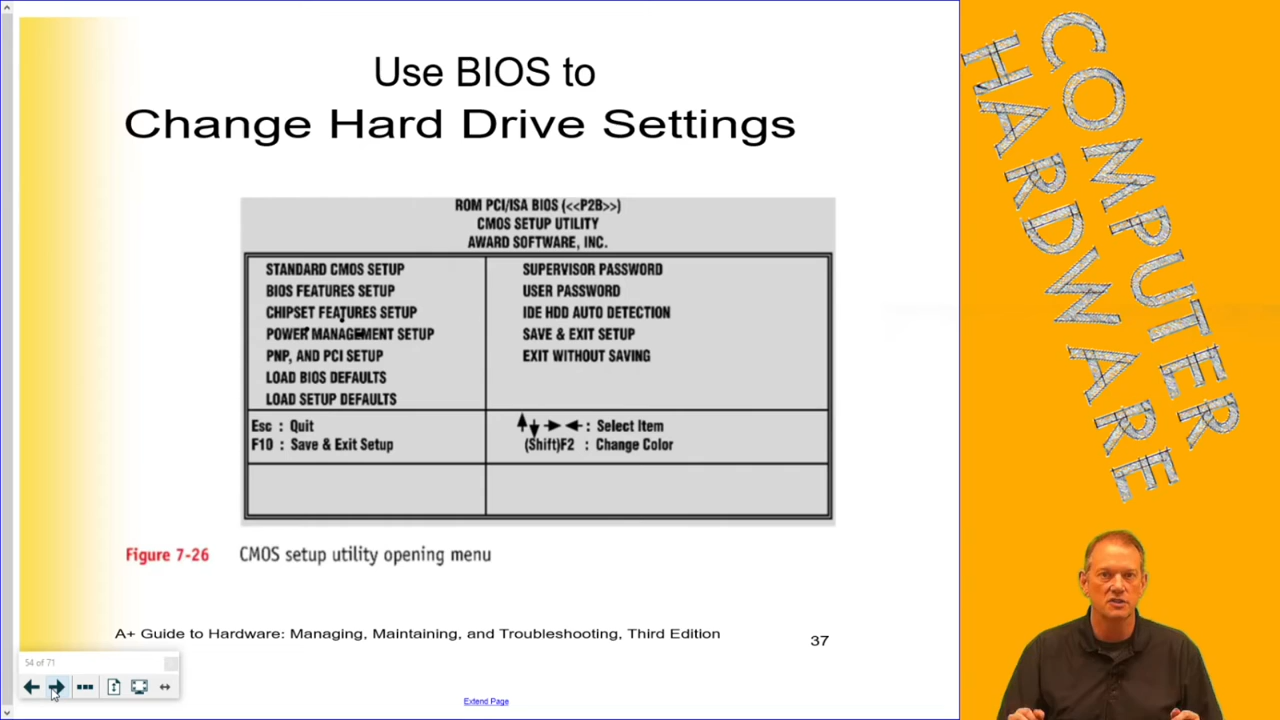 Use BIOS to
Change Hard Drive Settings
ROM PCI/ISA BIOS (<<P2B>>)
CMOS SETUP UTILITY
AWARD SOFTWARE, INC.
STANDARD CMOS SETUP
BIOS FEATURES SETUP
CHIPSET FEATURES SETUP
POWER MANAGEMENT SETUP
PNP, AND PCI SETUP
LOAD BIOS DEFAULTS
LOAD SETUP DEFAULTS
SUPERVISOR PASSWORD
USER PASSWORD
IDE HDD AUTO DETECTION
SAVE & EXIT SETUP
EXIT WITHOUT SAVING
Esc : Quit
F10 : Save & Exit Setup
: Select Item
(Shift)F2 : Change Color
Figure 7-26 CMOS setup utility opening menu
A+ Guide to Hardware: Managing, Maintaining, and Troubleshooting, Third Edition
37
54 of 71
Extend Page
COMPUTER
HARDWARE